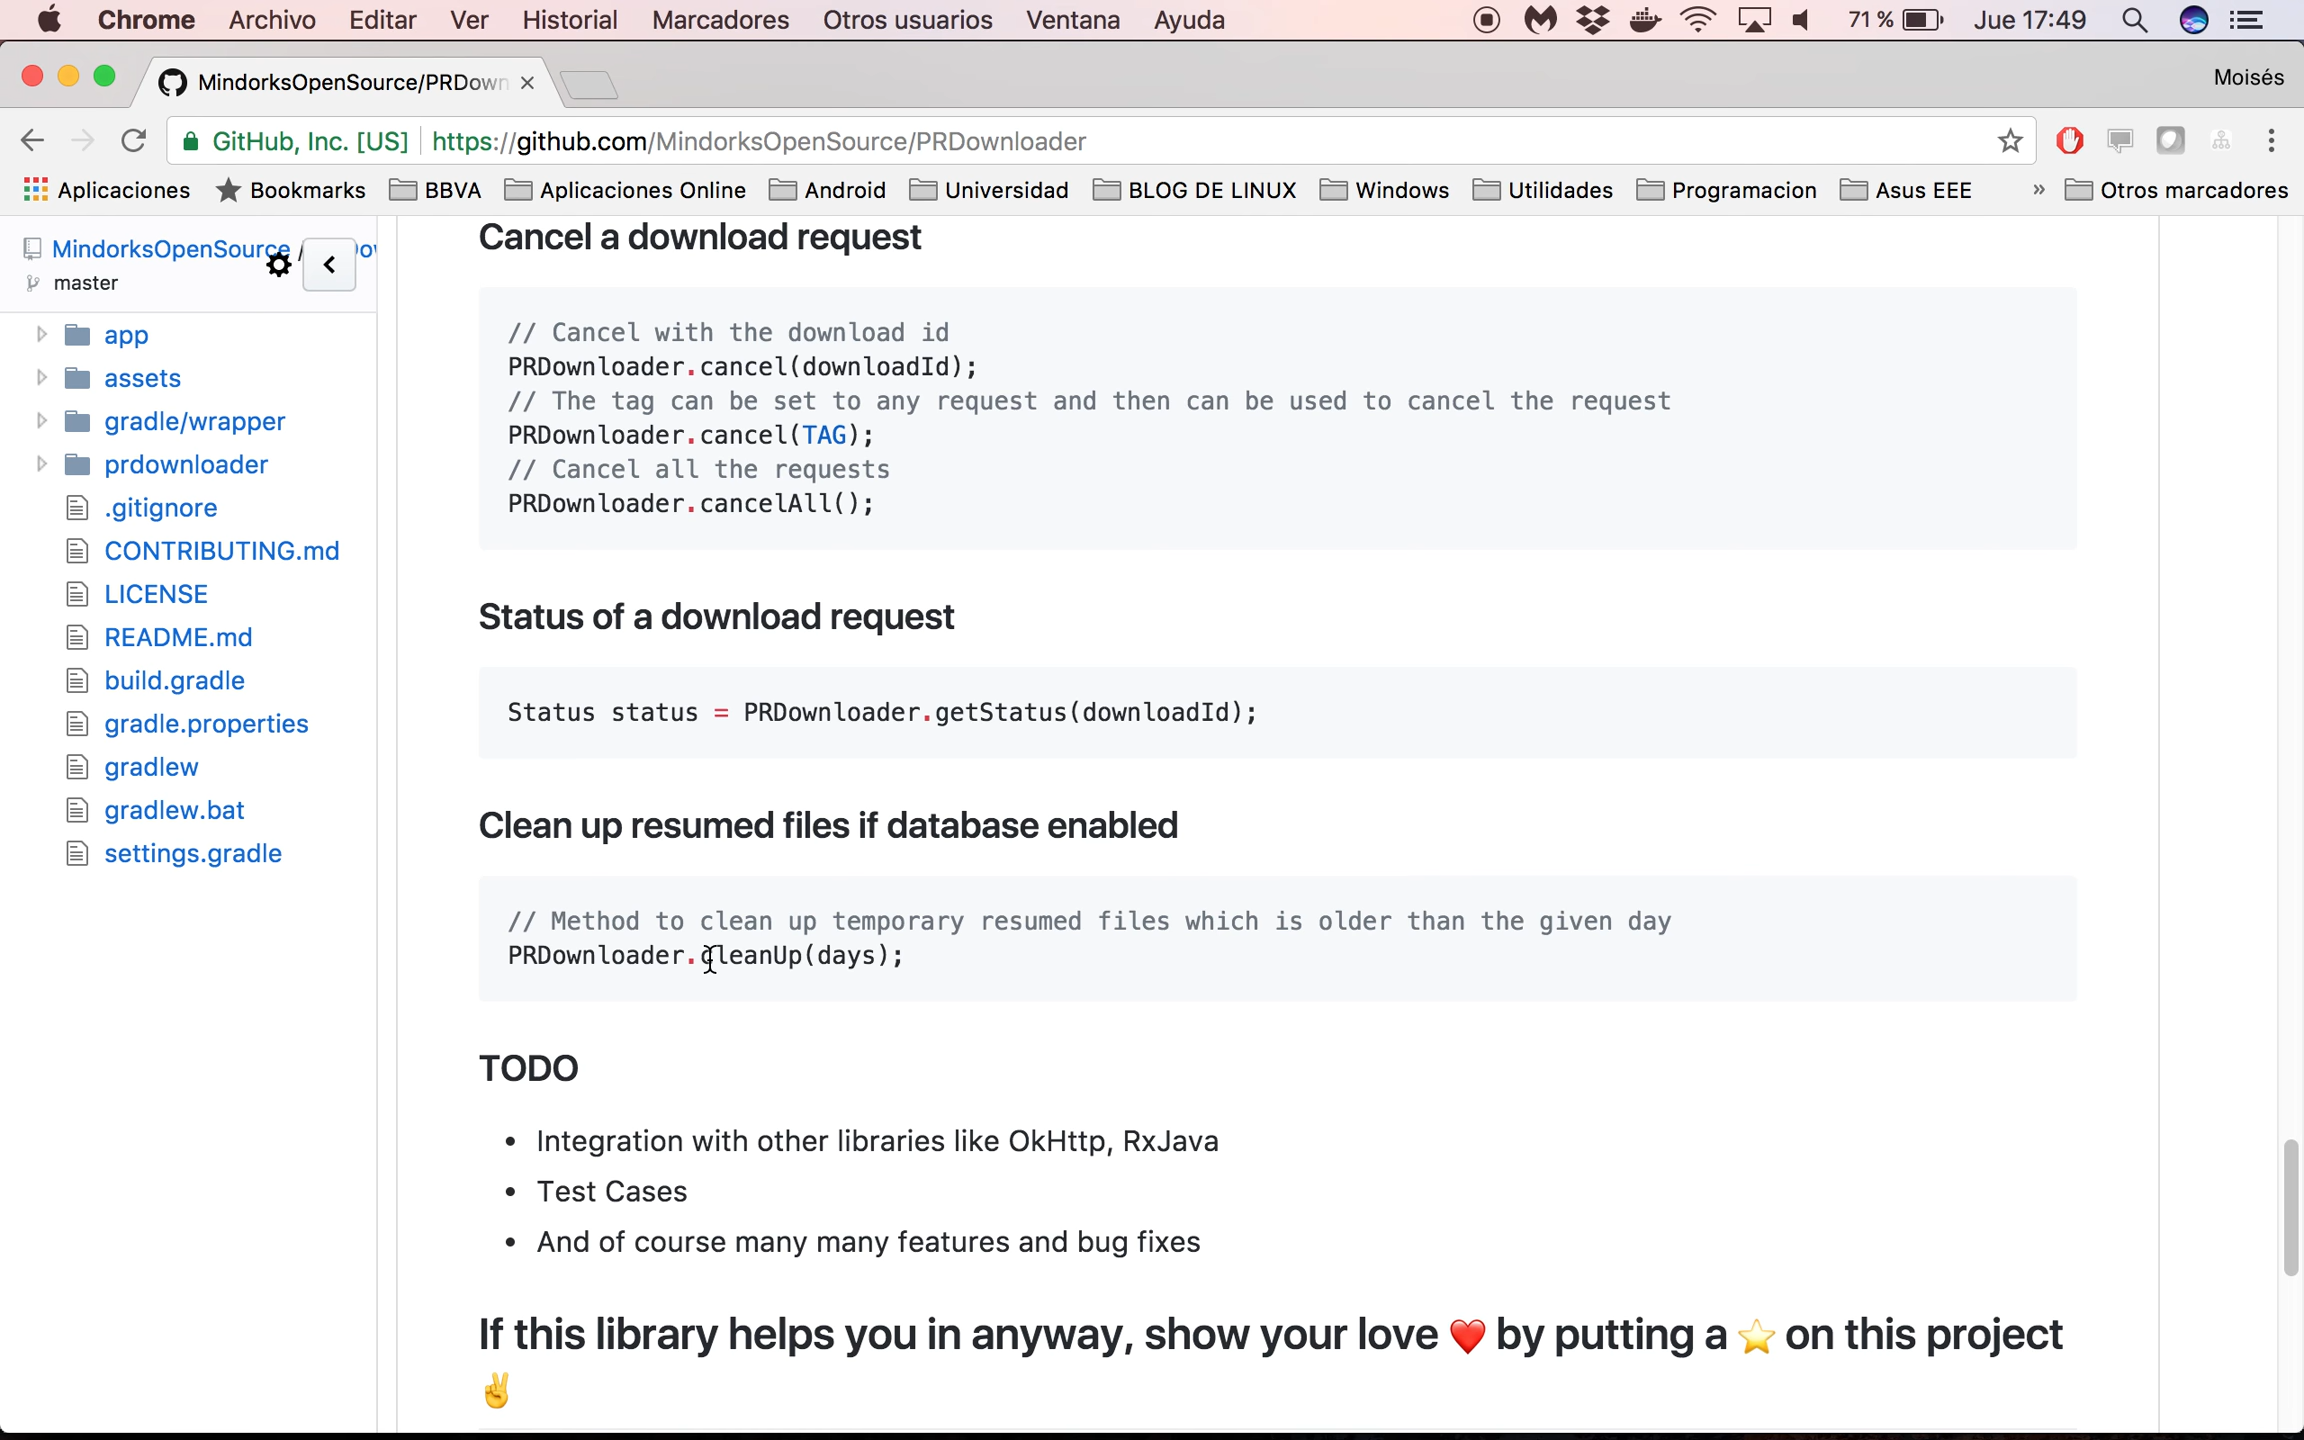 Chrome Archivo Editar Ver Historial Marcadores Otros usuarios Ventana Ayuda 71 % Jue 17:49
MindorksOpenSource/PRDown Moisés
GitHub, Inc. [US] https://github.com/MindorksOpenSource/PRDownloader
Aplicaciones Bookmarks BBVA Aplicaciones Online Android Universidad BLOG DE LINUX Windows Utilidades Programacion Asus EEE » Otros marcadores
MindorksOpenSource /
master
app
assets
gradle/wrapper
prdownloader
.gitignore
CONTRIBUTING.md
LICENSE
README.md
build.gradle
gradle.properties
gradlew
gradlew.bat
settings.gradle
Cancel a download request
// Cancel with the download id
PRDownloader.cancel(downloadId);
// The tag can be set to any request and then can be used to cancel the request
PRDownloader.cancel(TAG);
// Cancel all the requests
PRDownloader.cancelAll();
Status of a download request
Status status = PRDownloader.getStatus(downloadId);
Clean up resumed files if database enabled
// Method to clean up temporary resumed files which is older than the given day
PRDownloader.cleanUp(days);
TODO
• Integration with other libraries like OkHttp, RxJava
• Test Cases
• And of course many many features and bug fixes
If this library helps you in anyway, show your love ❤️ by putting a ⭐ on this project
✌️